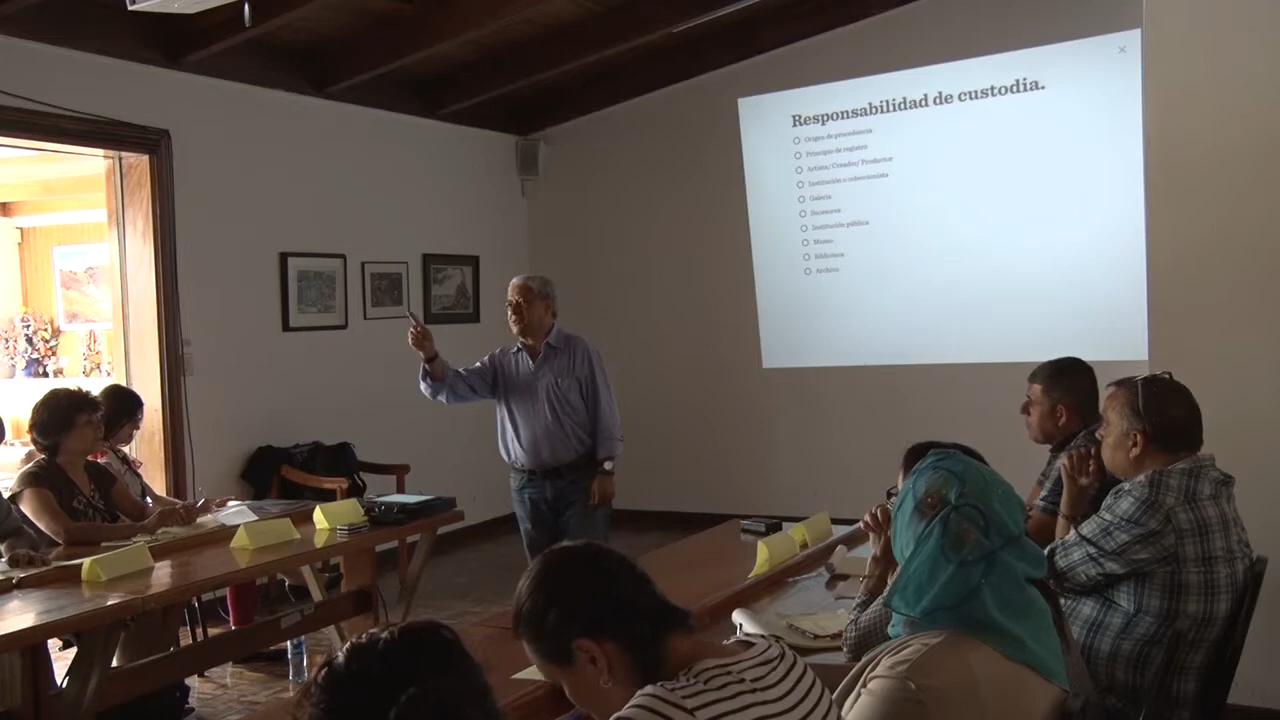 Responsabilidad de custodia.
Origen de procedencia
Principio de registro
Artista/ Creador/ Productor
Institución o coleccionista
Galería
Sucesores
Institución pública
Museo
Biblioteca
Archivo